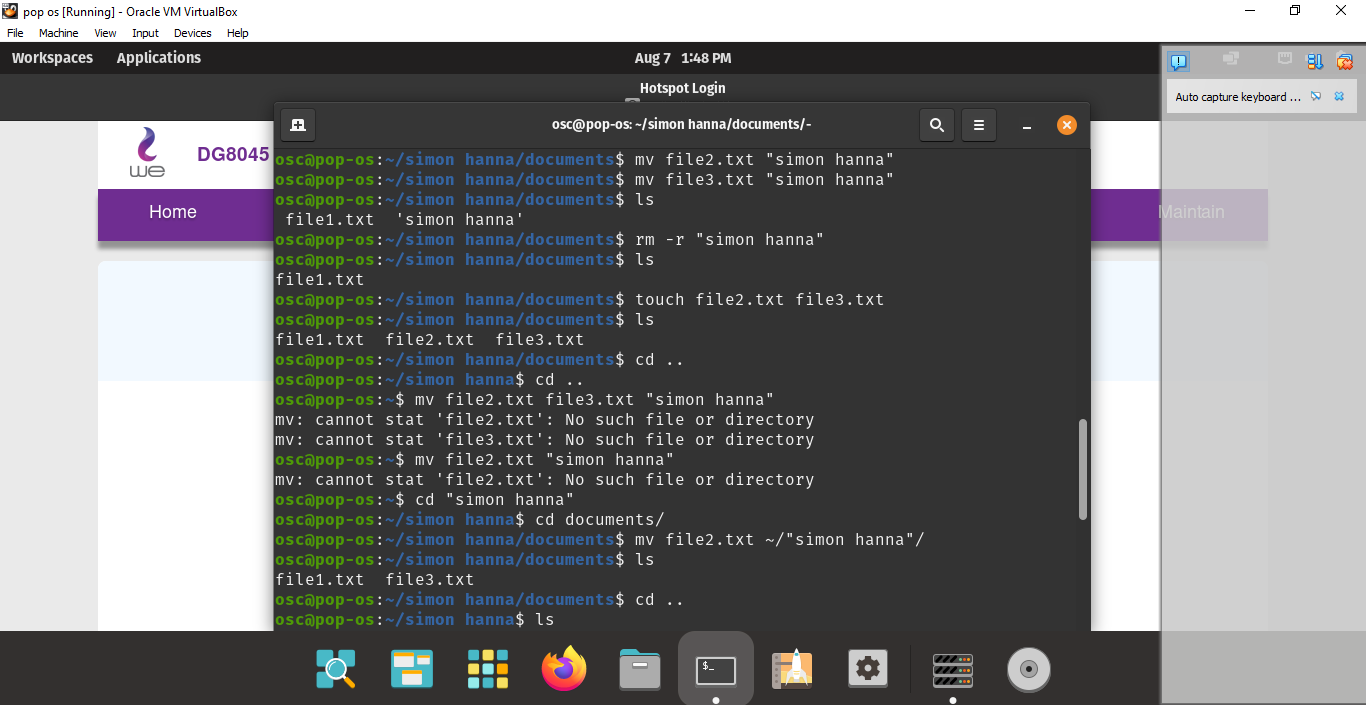 pop os [Running] - Oracle VM VirtualBox
File Machine View Input Devices Help
Workspaces Applications Aug 7 1:48 PM
Hotspot Login
Auto capture keyboard ...
osc@pop-os: ~/simon hanna/documents/-
we
DG8045
Home
Maintain
osc@pop-os:~/simon hanna/documents$ mv file2.txt "simon hanna"
osc@pop-os:~/simon hanna/documents$ mv file3.txt "simon hanna"
osc@pop-os:~/simon hanna/documents$ ls
file1.txt 'simon hanna'
osc@pop-os:~/simon hanna/documents$ rm -r "simon hanna"
osc@pop-os:~/simon hanna/documents$ ls
file1.txt
osc@pop-os:~/simon hanna/documents$ touch file2.txt file3.txt
osc@pop-os:~/simon hanna/documents$ ls
file1.txt file2.txt file3.txt
osc@pop-os:~/simon hanna/documents$ cd ..
osc@pop-os:~/simon hanna$ cd ..
osc@pop-os:~$ mv file2.txt file3.txt "simon hanna"
mv: cannot stat 'file2.txt': No such file or directory
mv: cannot stat 'file3.txt': No such file or directory
osc@pop-os:~$ mv file2.txt "simon hanna"
mv: cannot stat 'file2.txt': No such file or directory
osc@pop-os:~$ cd "simon hanna"
osc@pop-os:~/simon hanna$ cd documents/
osc@pop-os:~/simon hanna/documents$ mv file2.txt ~/"simon hanna"/
osc@pop-os:~/simon hanna/documents$ ls
file1.txt file3.txt
osc@pop-os:~/simon hanna/documents$ cd ..
osc@pop-os:~/simon hanna$ ls
$_